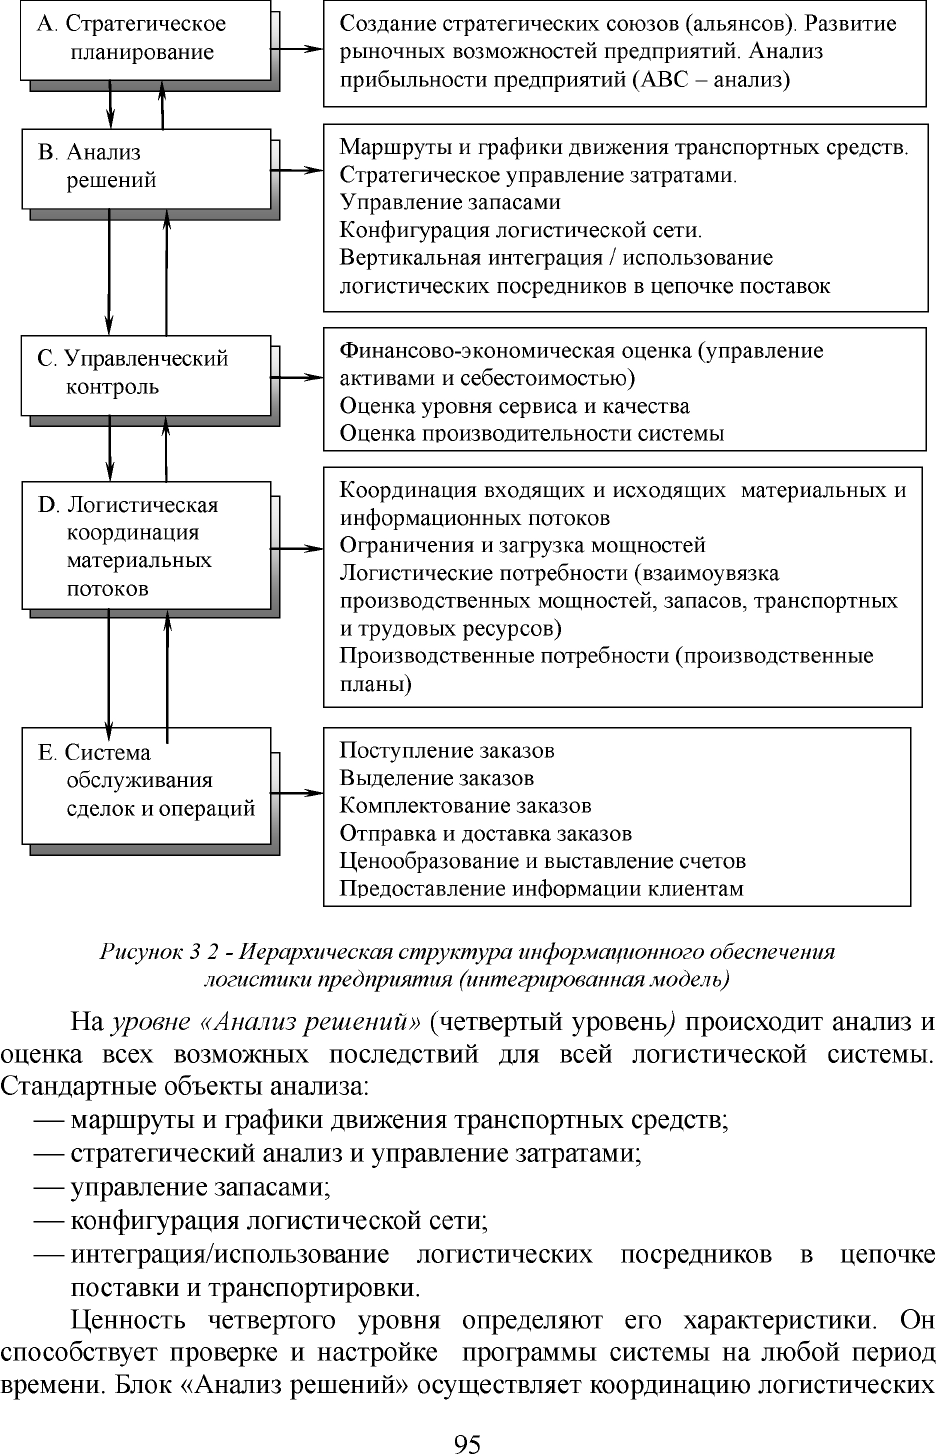 A. Стратегическое
планирование
Создание стратегических союзов (альянсов). Развитие
рыночных возможностей предприятий. Анализ
прибыльности предприятий (ABC – анализ)
B. Анализ
решений
Маршруты и графики движения транспортных средств.
Стратегическое управление затратами.
Управление запасами
Конфигурация логистической сети.
Вертикальная интеграция / использование
логистических посредников в цепочке поставок
C. Управленческий
контроль
Финансово-экономическая оценка (управление
активами и себестоимостью)
Оценка уровня сервиса и качества
Оценка производительности системы
D. Логистическая
координация
материальных
потоков
Координация входящих и исходящих материальных и
информационных потоков
Ограничения и загрузка мощностей
Логистические потребности (взаимоувязка
производственных мощностей, запасов, транспортных
и трудовых ресурсов)
Производственные потребности (производственные
планы)
E. Система
обслуживания
сделок и операций
Поступление заказов
Выделение заказов
Комплектование заказов
Отправка и доставка заказов
Ценообразование и выставление счетов
Предоставление информации клиентам
Рисунок 3 2 - Иерархическая структура информационного обеспечения
логистики предприятия (интегрированная модель)
На уровне «Анализ решений» (четвертый уровень) происходит анализ и
оценка всех возможных последствий для всей логистической системы.
Стандартные объекты анализа:
— маршруты и графики движения транспортных средств;
— стратегический анализ и управление затратами;
— управление запасами;
— конфигурация логистической сети;
— интеграция/использование логистических посредников в цепочке
поставки и транспортировки.
Ценность четвертого уровня определяют его характеристики. Он
способствует проверке и настройке программы системы на любой период
времени. Блок «Анализ решений» осуществляет координацию логистических
95